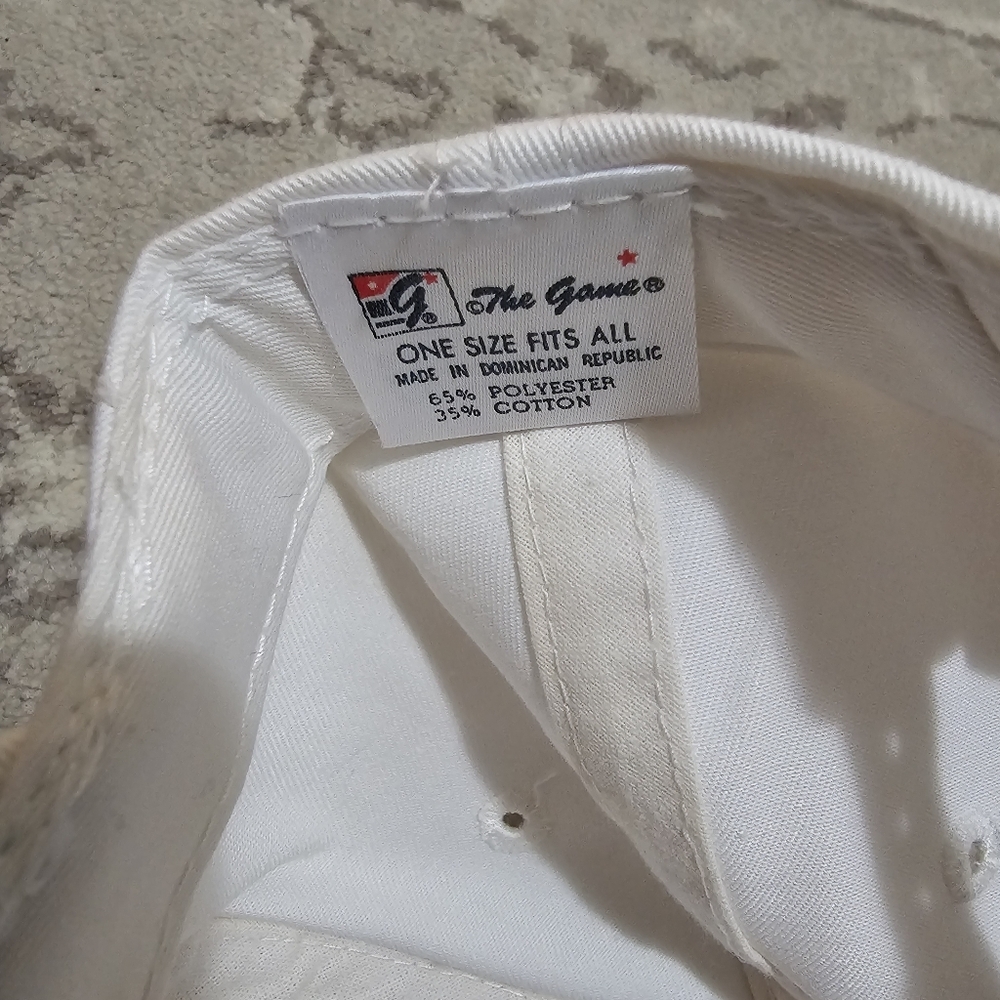 G®
©The Game®
ONE SIZE FITS ALL
MADE IN DOMINICAN REPUBLIC
65% POLYESTER
35% COTTON